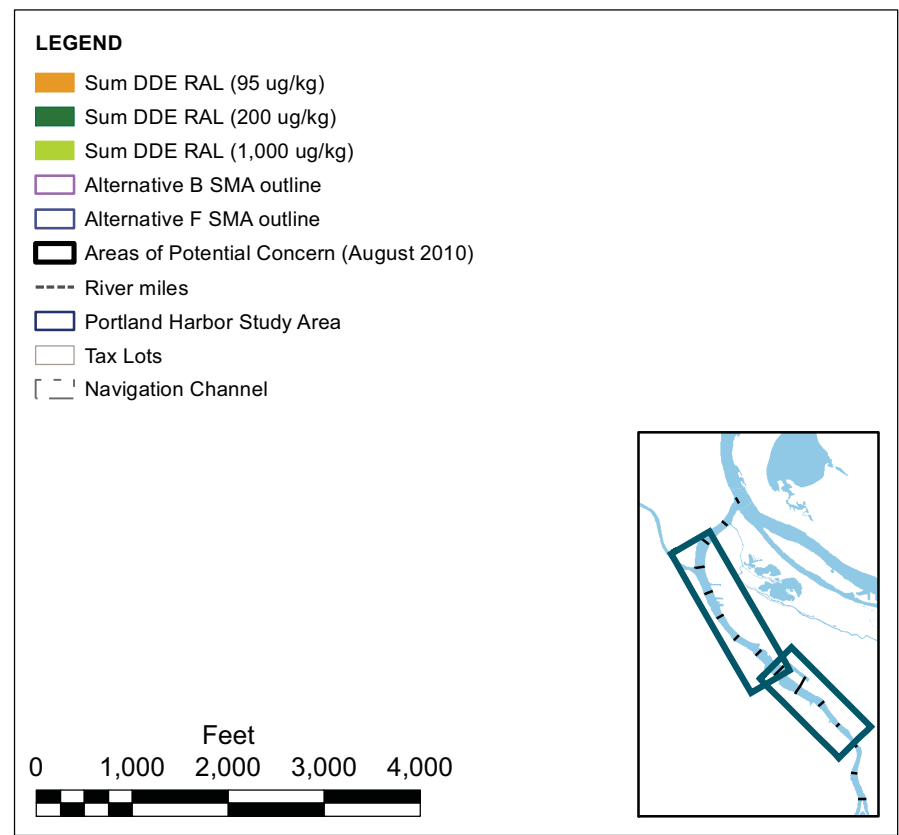 LEGEND
Sum DDE RAL (95 ug/kg)
Sum DDE RAL (200 ug/kg)
Sum DDE RAL (1,000 ug/kg)
Alternative B SMA outline
Alternative F SMA outline
Areas of Potential Concern (August 2010)
River miles
Portland Harbor Study Area
Tax Lots
Navigation Channel
Feet
0 1,000 2,000 3,000 4,000